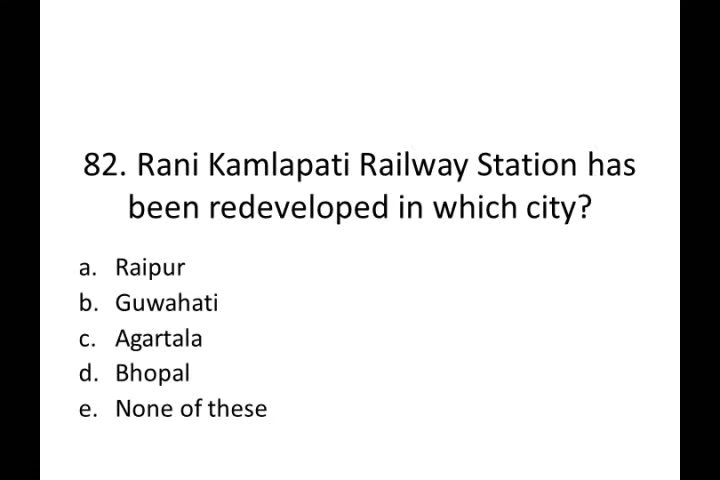 82. Rani Kamlapati Railway Station has
been redeveloped in which city?
a. Raipur
b. Guwahati
c. Agartala
d. Bhopal
e. None of these